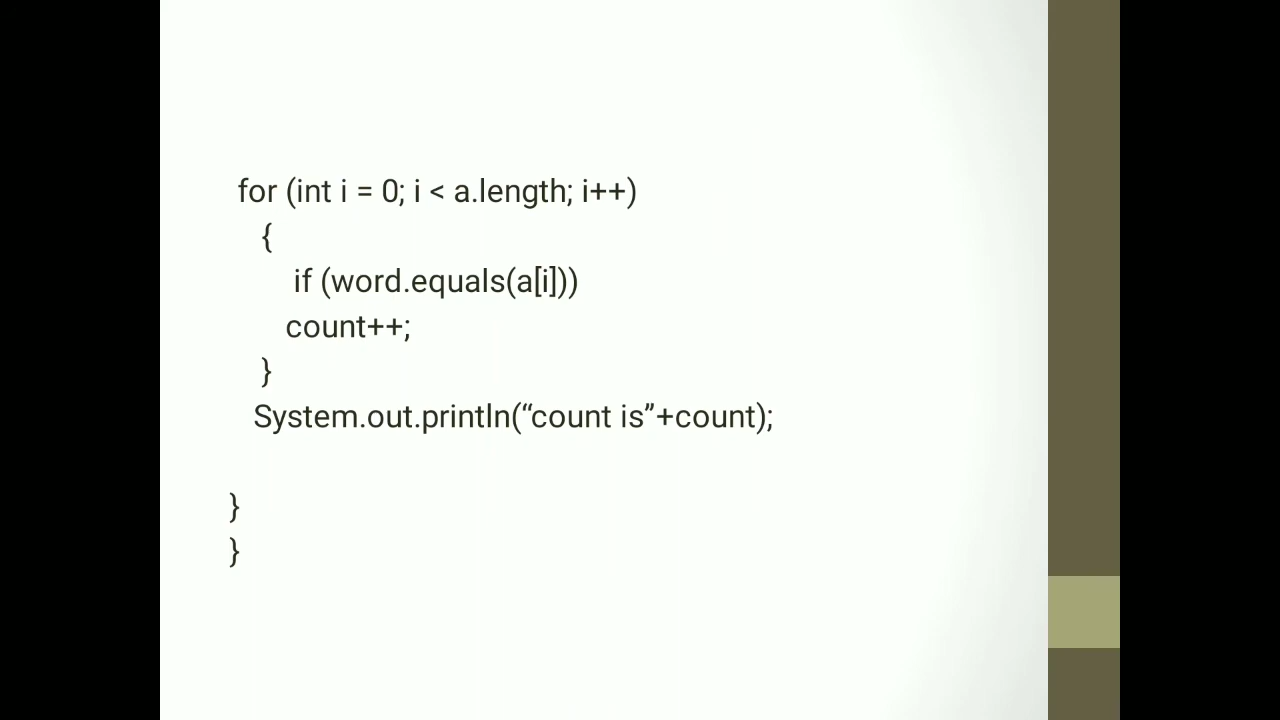 for (int i = 0; i < a.length; i++)
{
if (word.equals(a[i]))
count++;
}
System.out.println(“count is”+count);
}
}